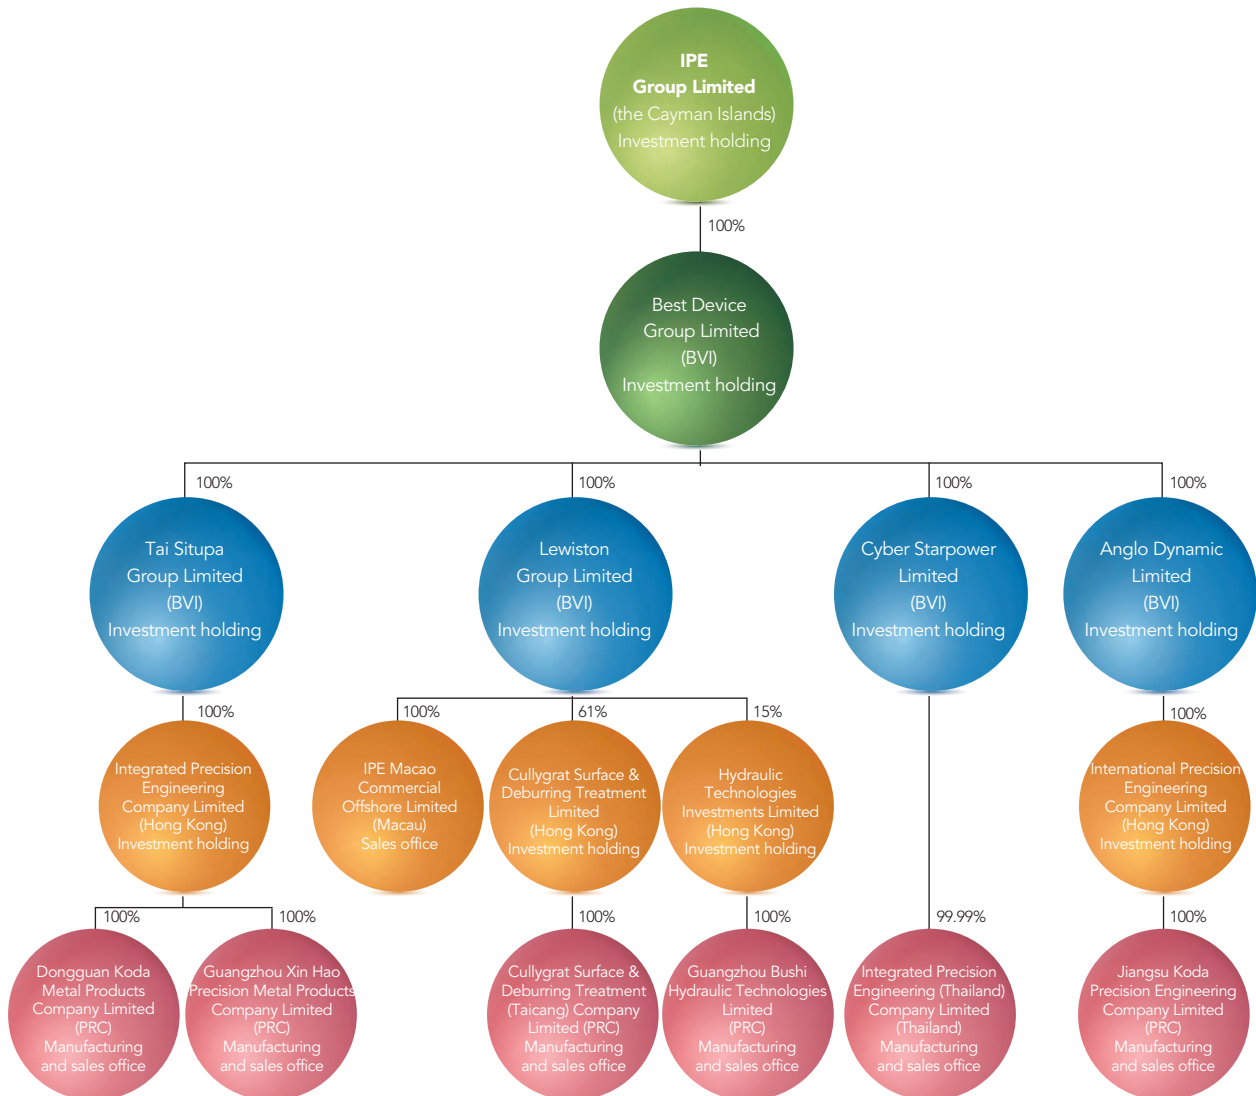 IPE
Group Limited
(the Cayman Islands)
Investment holding
100%
Best Device
Group Limited
(BVI)
Investment holding
100%
100%
100%
100%
Tai Situpa
Group Limited
(BVI)
Investment holding
Lewiston
Group Limited
(BVI)
Investment holding
Cyber Starpower
Limited
(BVI)
Investment holding
Anglo Dynamic
Limited
(BVI)
Investment holding
100%
100%
61%
15%
100%
Integrated Precision
Engineering
Company Limited
(Hong Kong)
Investment holding
IPE Macao
Commercial
Offshore Limited
(Macau)
Sales office
Cullygrat Surface &
Deburring Treatment
Limited
(Hong Kong)
Investment holding
Hydraulic
Technologies
Investments Limited
(Hong Kong)
Investment holding
International Precision
Engineering
Company Limited
(Hong Kong)
Investment holding
100%
100%
100%
100%
99.99%
100%
Dongguan Koda
Metal Products
Company Limited
(PRC)
Manufacturing
and sales office
Guangzhou Xin Hao
Precision Metal Products
Company Limited
(PRC)
Manufacturing
and sales office
Cullygrat Surface &
Deburring Treatment
(Taicang) Company
Limited (PRC)
Manufacturing
and sales office
Guangzhou Bushi
Hydraulic Technologies
Limited
(PRC)
Manufacturing
and sales office
Integrated Precision
Engineering (Thailand)
Company Limited
(Thailand)
Manufacturing
and sales office
Jiangsu Koda
Precision Engineering
Company Limited
(PRC)
Manufacturing
and sales office